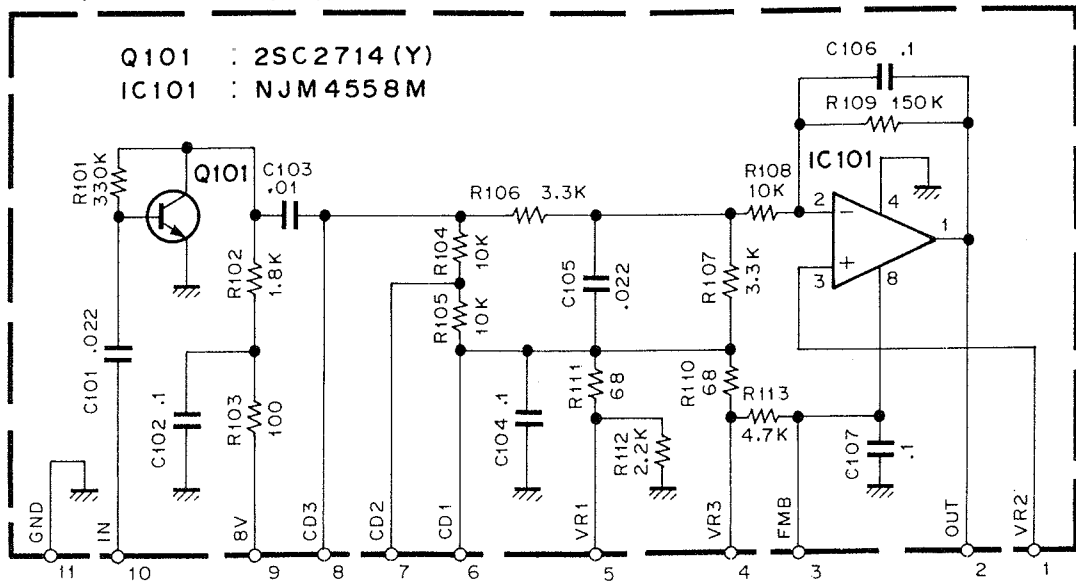 Q101 : 2SC2714 (Y)
IC101 : NJM4558M
C106 .1
R109 150K
IC101
R101
330K
Q101
C103
.01
R106 3.3K
R108
10K
2
−
4
1
+
3
8
R102
1.8K
R104
10K
R105
10K
C105
.022
R107
3.3K
C101 .022
C102 .1
R103
100
C104 .1
R111
68
R112
2.2K
R110
68
R113
4.7K
C107
.1
GND
IN
8V
CD3
CD2
CD1
VR1
VR3
FMB
OUT
VR2
11 10 9 8 7 6 5 4 3 2 1